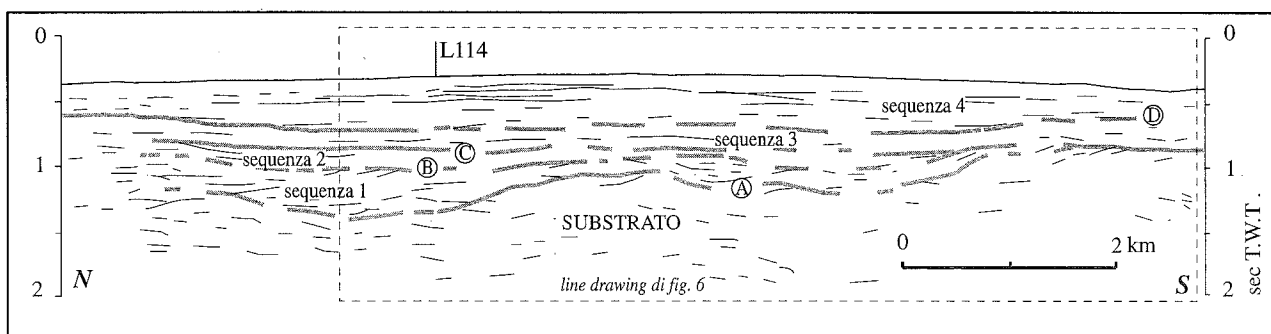 0
0
L114
sequenza 4
D
sequenza 3
C
sequenza 2
B
1
1
sequenza 1
A
SUBSTRATO
0
2 km
N
line drawing di fig. 6
S
2
2
sec T.W.T.